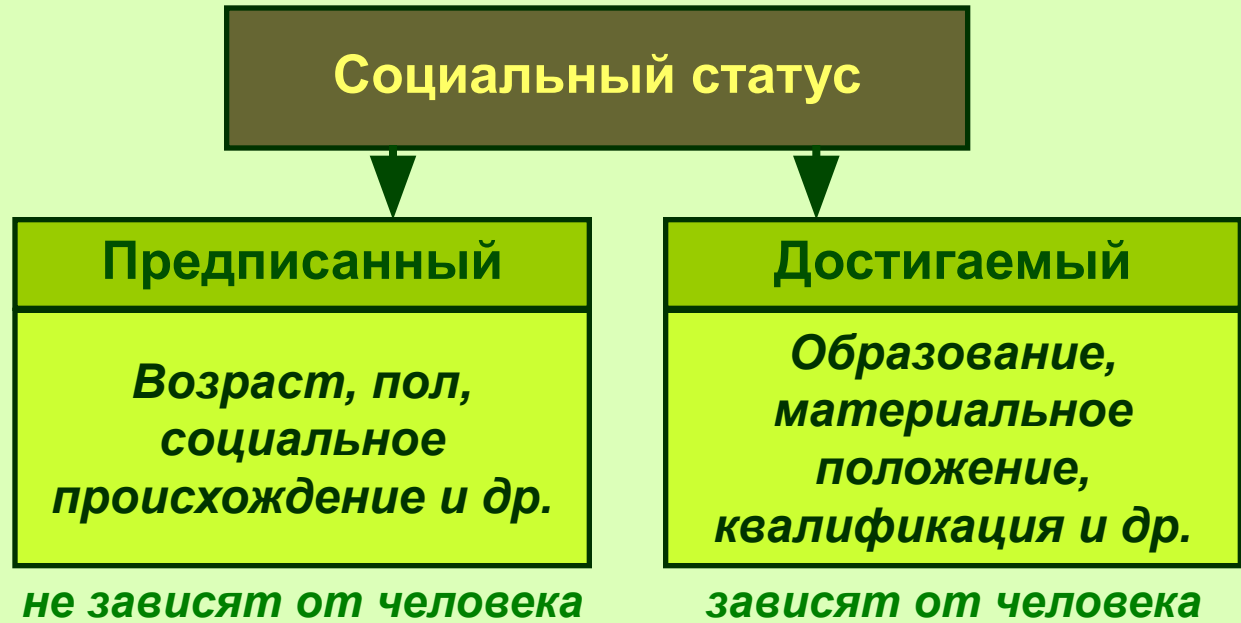 Социальный статус
Предписанный
Возраст, пол,
социальное
происхождение и др.
не зависят от человека
Достигаемый
Образование,
материальное
положение,
квалификация и др.
зависят от человека